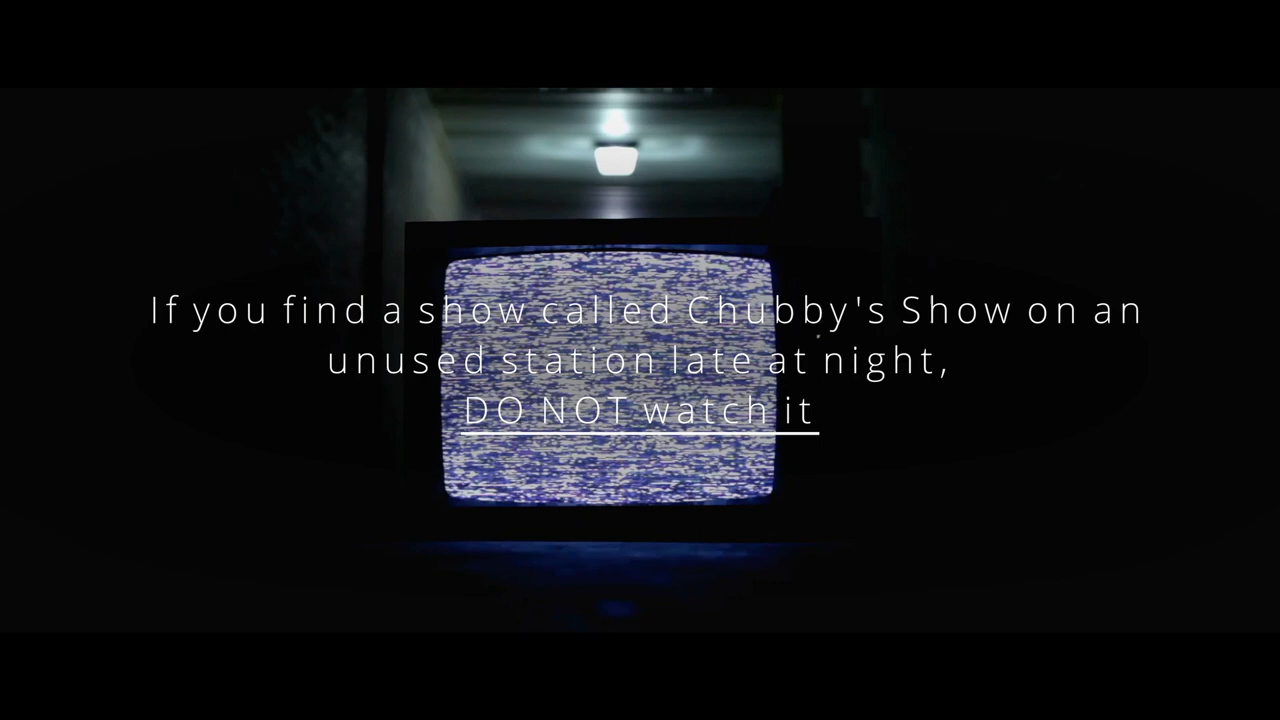 If you find a show called Chubby's Show on an
unused station late at night,
DO NOT watch it